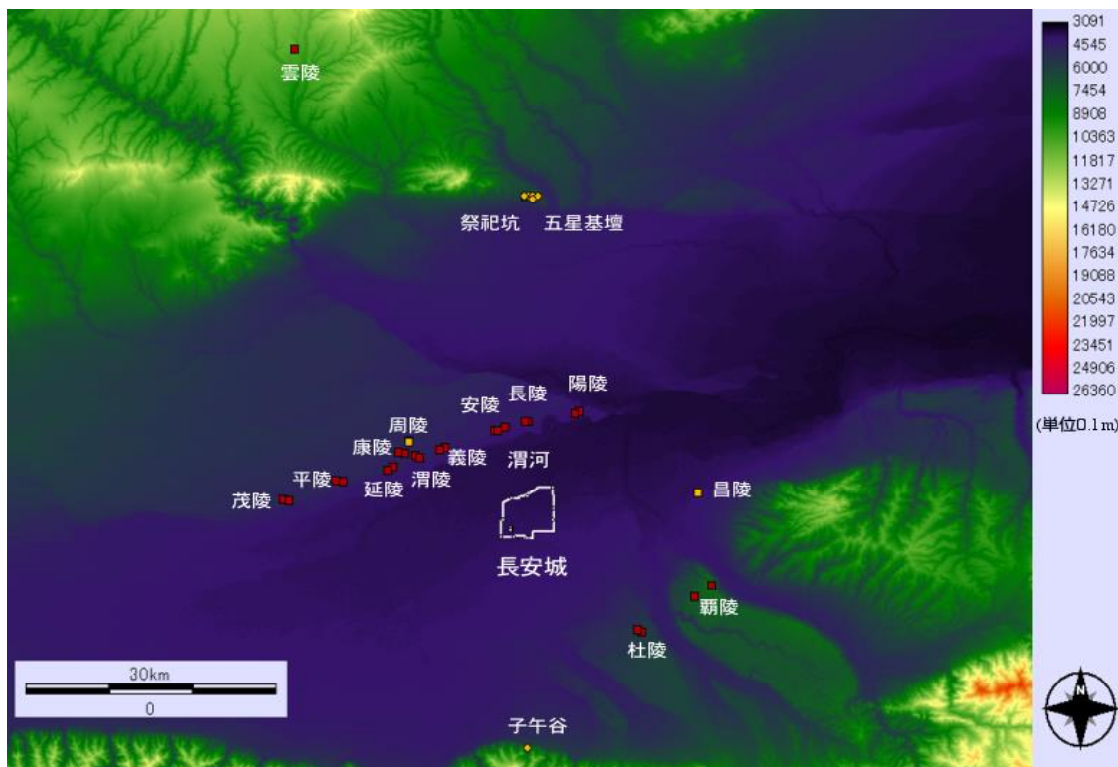 雲陵
祭祀坑
五星基壇
陽陵
長陵
安陵
周陵
康陵
義陵
渭河
平陵
延陵
渭陵
茂陵
昌陵
長安城
覇陵
杜陵
子午谷
30km
0
3091
4545
6000
7454
8908
10363
11817
13271
14726
16180
17634
19088
20543
21997
23451
24906
26360
(単位0.1m)
N